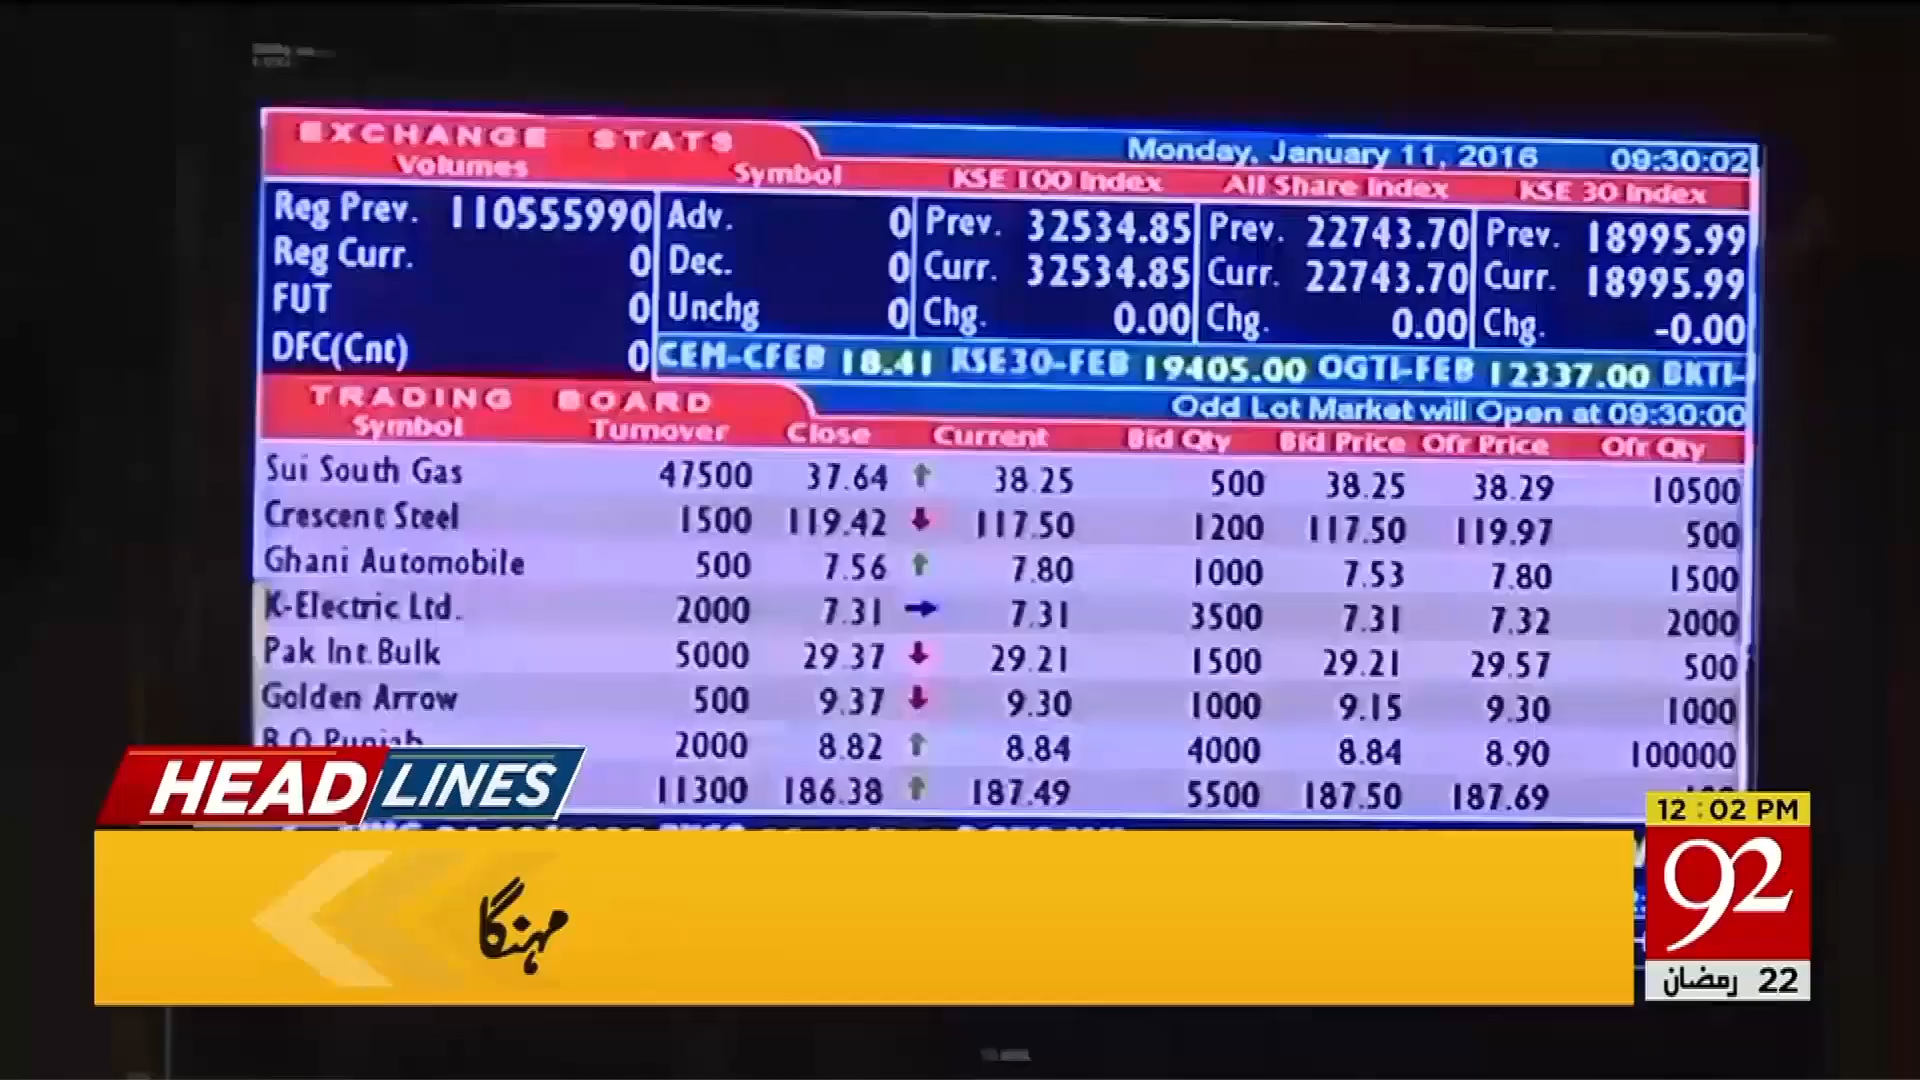 EXCHANGE STATS
Monday, January 11, 2016 09:30:02
Volumes Symbol KSE 100 Index All Share Index KSE 30 Index
Reg Prev. 110555990 Adv. 0 Prev. 32534.85 Prev. 22743.70 Prev. 18995.99
Reg Curr. 0 Dec. 0 Curr. 32534.85 Curr. 22743.70 Curr. 18995.99
FUT 0 Unchg 0 Chg. 0.00 Chg. 0.00 Chg. -0.00
DFC(Cnt) 0 CEM-CFEB 18.41 KSE30-FEB 19405.00 OGTI-FEB 12337.00 BKTI-
TRADING BOARD
Odd Lot Market will Open at 09:30:00
Symbol Turnover Close Current Bid Qty Bid Price Ofr Price Ofr Qty
Sui South Gas 47500 37.64 ↑ 38.25 500 38.25 38.29 10500
Crescent Steel 1500 119.42 ↓ 117.50 1200 117.50 119.97 500
Ghani Automobile 500 7.56 ↑ 7.80 1000 7.53 7.80 1500
K-Electric Ltd. 2000 7.31 → 7.31 3500 7.31 7.32 2000
Pak Int.Bulk 5000 29.37 ↓ 29.21 1500 29.21 29.57 500
Golden Arrow 500 9.37 ↓ 9.30 1000 9.15 9.30 1000
B.O.Punjab 2000 8.82 ↑ 8.84 4000 8.84 8.90 100000
11300 186.38 ↑ 187.49 5500 187.50 187.69
HEADLINES
12:02 PM
مہنگا
92
22 رمضان